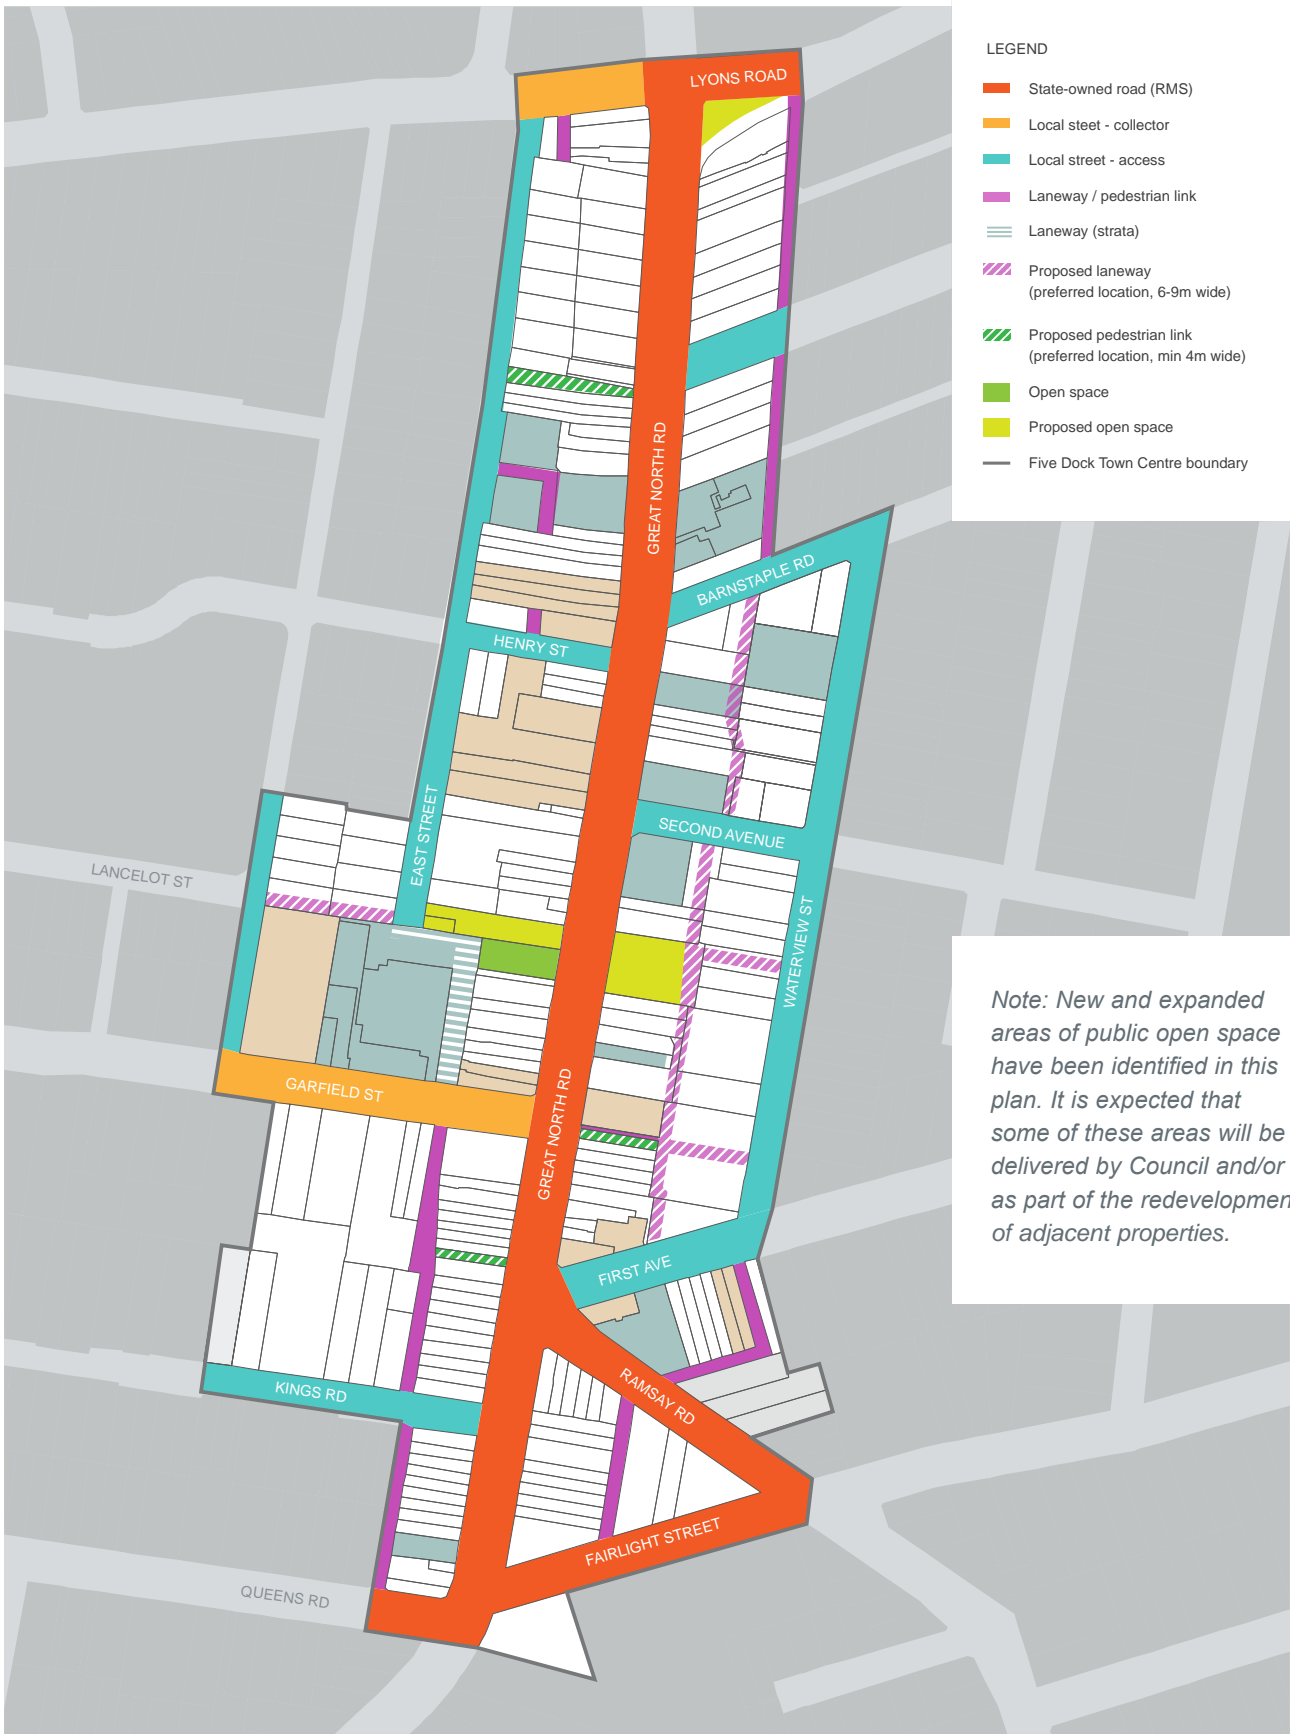 LEGEND
State-owned road (RMS)
Local steet - collector
Local street - access
Laneway / pedestrian link
Laneway (strata)
Proposed laneway
(preferred location, 6-9m wide)
Proposed pedestrian link
(preferred location, min 4m wide)
Open space
Proposed open space
Five Dock Town Centre boundary
LYONS ROAD
GREAT NORTH RD
BARNSTAPLE RD
HENRY ST
EAST STREET
SECOND AVENUE
LANCELOT ST
WATERVIEW ST
GARFIELD ST
GREAT NORTH RD
FIRST AVE
KINGS RD
RAMSAY RD
FAIRLIGHT STREET
QUEENS RD
Note: New and expanded
areas of public open space
have been identified in this
plan. It is expected that
some of these areas will be
delivered by Council and/or
as part of the redevelopmen
of adjacent properties.